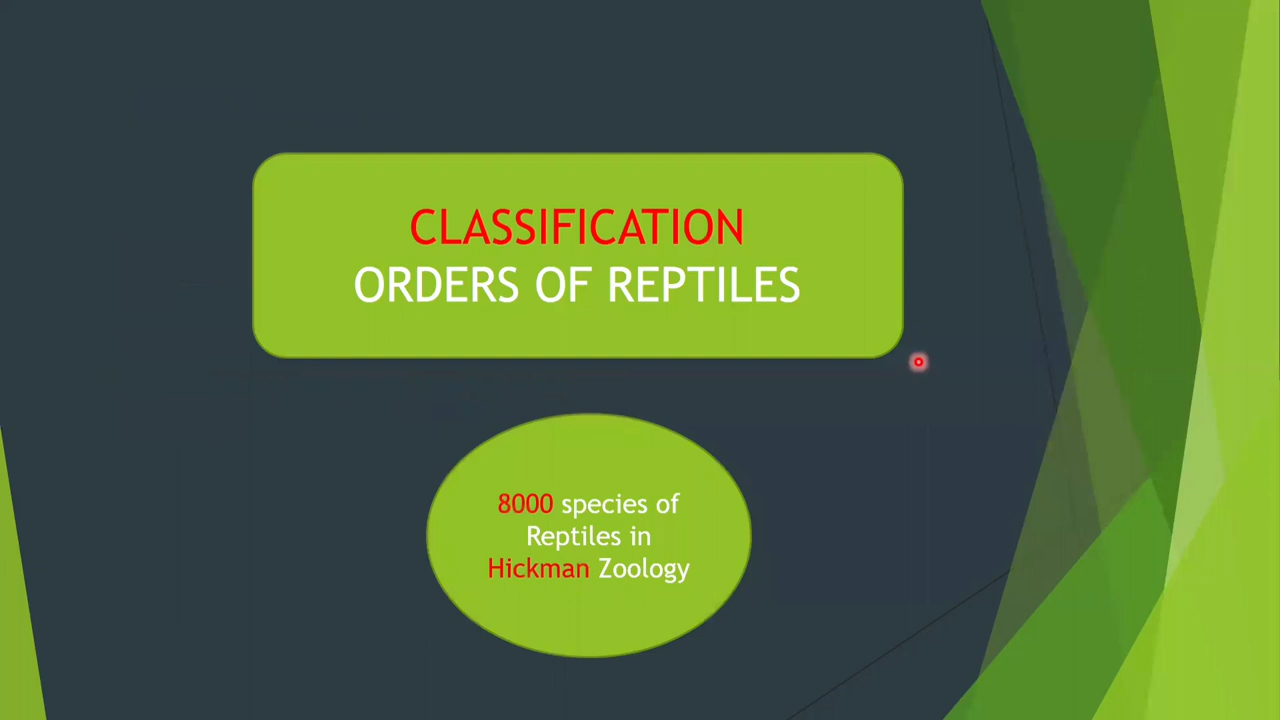 CLASSIFICATION
ORDERS OF REPTILES
8000 species of
Reptiles in
Hickman Zoology